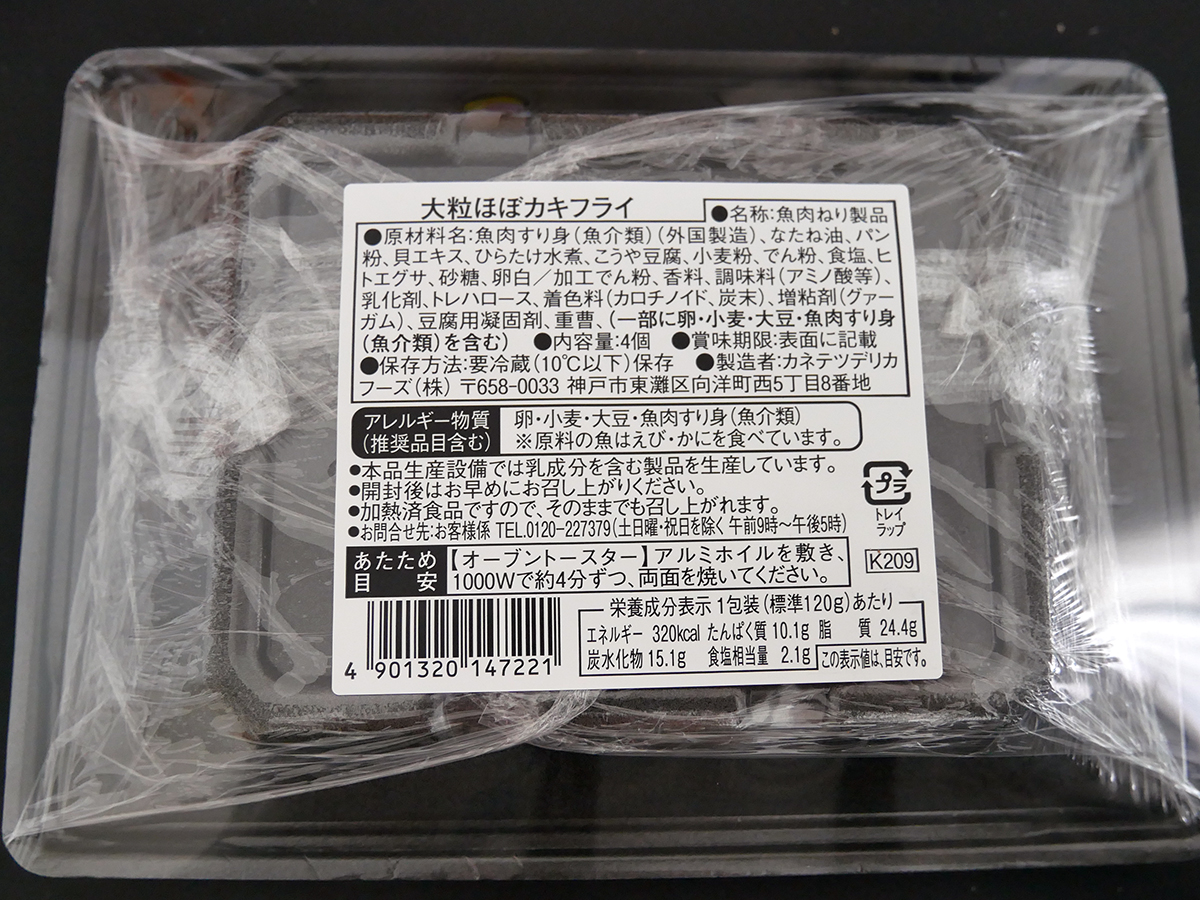 大粒ほぼカキフライ
●名称:魚肉ねり製品
●原材料名:魚肉すり身(魚介類)(外国製造)、なたね油、パン
粉、貝エキス、ひらたけ水煮、こうや豆腐、小麦粉、でん粉、食塩、ヒ
トエグサ、砂糖、卵白/加工でん粉、香料、調味料(アミノ酸等)、
乳化剤、トレハロース、着色料(カロチノイド、炭末)、増粘剤(グァー
ガム)、豆腐用凝固剤、重曹、(一部に卵・小麦・大豆・魚肉すり身
(魚介類)を含む) ●内容量:4個 ●賞味期限:表面に記載
●保存方法:要冷蔵(10℃以下)保存 ●製造者:カネテツデリカ
フーズ(株) 〒658-0033 神戸市東灘区向洋町西5丁目8番地
アレルギー物質
(推奨品目含む)
卵・小麦・大豆・魚肉すり身(魚介類)
※原料の魚はえび・かにを食べています。
●本品生産設備では乳成分を含む製品を生産しています。
●開封後はお早めにお召し上がりください。
●加熱済食品ですので、そのままでも召し上がれます。
●お問合せ先:お客様係 TEL.0120-227379(土日曜・祝日を除く 午前9時〜午後5時)
プラ
トレイ
ラップ
あたため
目 安
【オーブントースター】アルミホイルを敷き、
1000Wで約4分ずつ、両面を焼いてください。
K209
栄養成分表示 1包装(標準120g)あたり
エネルギー 320kcal たんぱく質 10.1g 脂 質 24.4g
炭水化物 15.1g 食塩相当量 2.1g この表示値は、目安です。
4 901320 147221